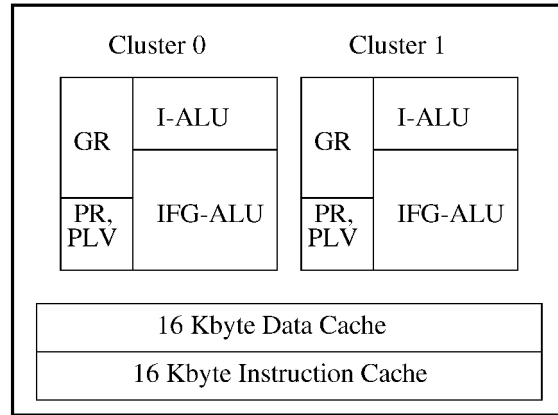 Cluster 0 Cluster 1
GR I-ALU GR I-ALU
PR, PLV IFG-ALU PR, PLV IFG-ALU
16 Kbyte Data Cache
16 Kbyte Instruction Cache